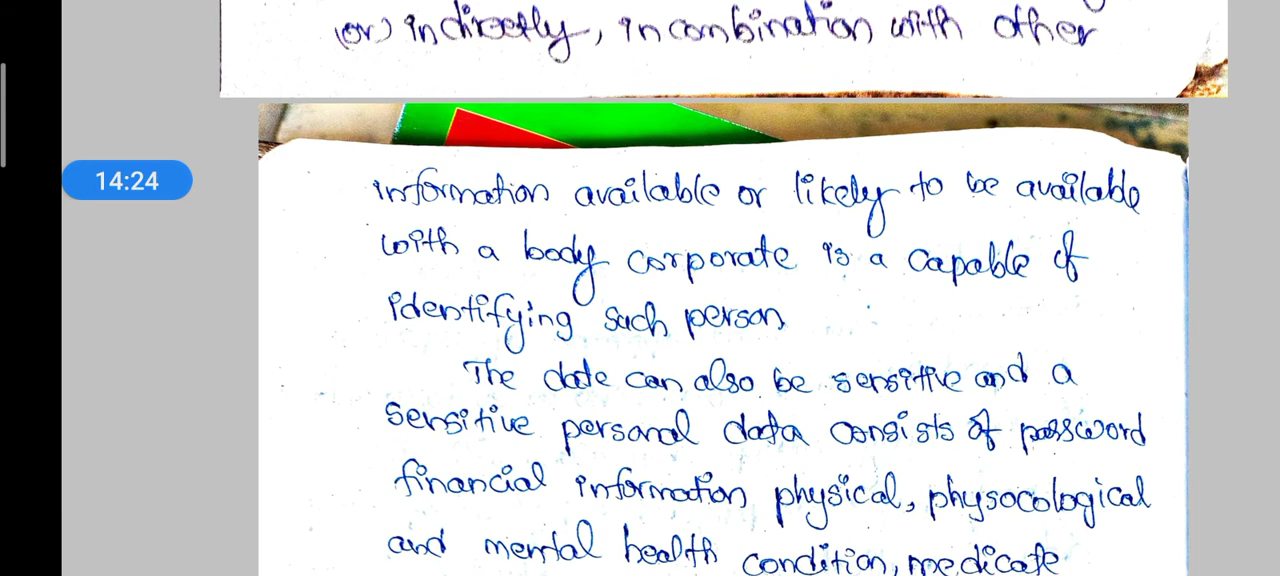 (or) indirectly, in combination with other
14:24
information available or likely to be available
with a body corporate is a capable of
identifying such person
The date can also be sensitive and a
sensitive personal data consists of password
financial information physical, physocological
and mental health condition, medicate